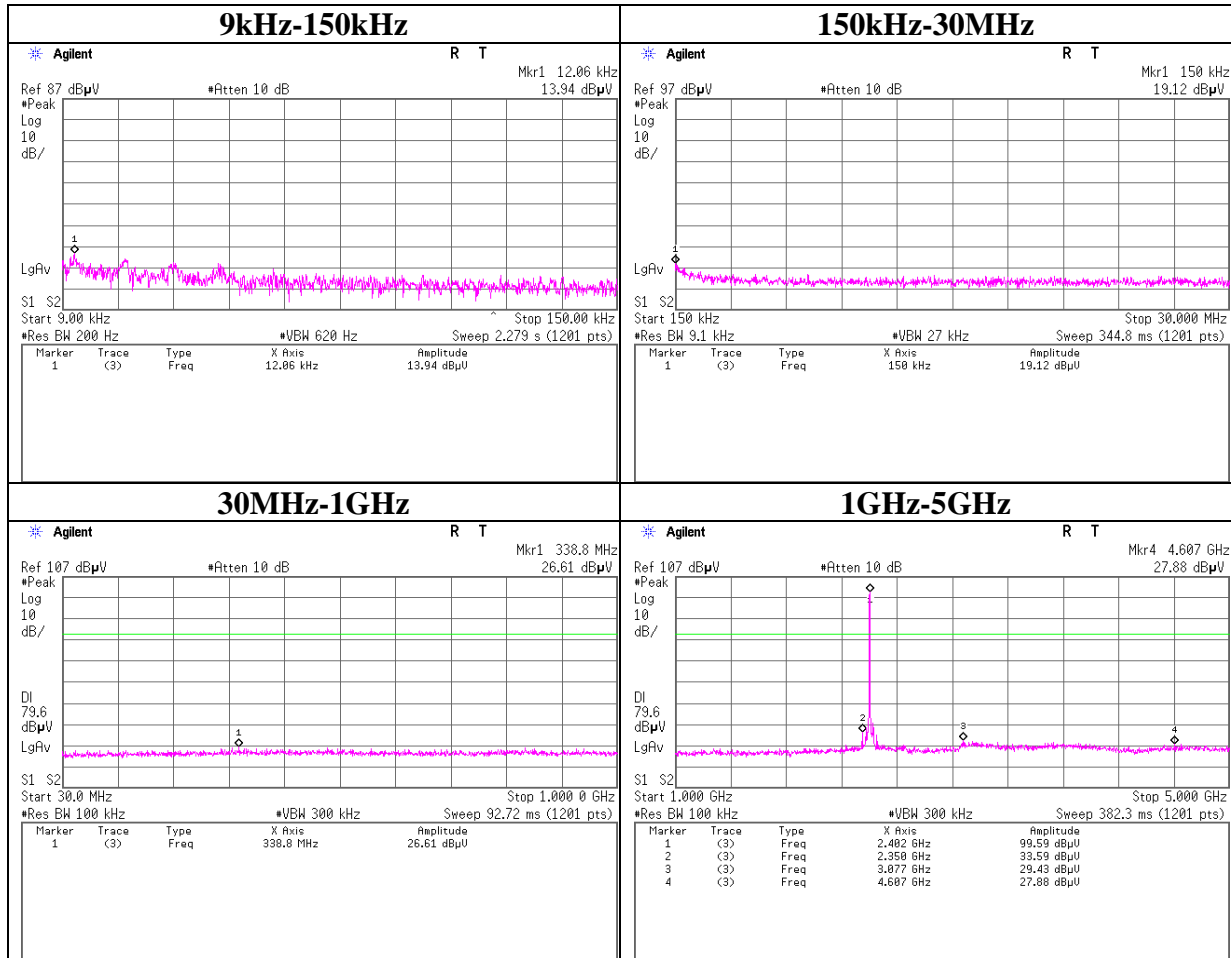 9kHz-150kHz
Agilent R T
Mkr1 12.06 kHz
Ref 87 dBµV #Atten 10 dB 13.94 dBµV
#Peak
Log
10
dB/
1
LgAv
S1 S2
Start 9.00 kHz ^ Stop 150.00 kHz
#Res BW 200 Hz #VBW 620 Hz Sweep 2.279 s (1201 pts)
Marker Trace Type X Axis Amplitude
1 (3) Freq 12.06 kHz 13.94 dBµV
150kHz-30MHz
Agilent R T
Mkr1 150 kHz
Ref 97 dBµV #Atten 10 dB 19.12 dBµV
#Peak
Log
10
dB/
1
LgAv
S1 S2
Start 150 kHz Stop 30.000 MHz
#Res BW 9.1 kHz #VBW 27 kHz Sweep 344.8 ms (1201 pts)
Marker Trace Type X Axis Amplitude
1 (3) Freq 150 kHz 19.12 dBµV
30MHz-1GHz
Agilent R T
Mkr1 338.8 MHz
Ref 107 dBµV #Atten 10 dB 26.61 dBµV
#Peak
Log
10
dB/
DI
79.6
dBµV
1
LgAv
S1 S2
Start 30.0 MHz Stop 1.000 0 GHz
#Res BW 100 kHz #VBW 300 kHz Sweep 92.72 ms (1201 pts)
Marker Trace Type X Axis Amplitude
1 (3) Freq 338.8 MHz 26.61 dBµV
1GHz-5GHz
Agilent R T
Mkr4 4.607 GHz
Ref 107 dBµV #Atten 10 dB 27.88 dBµV
#Peak
Log
1
10
dB/
DI
79.6
dBµV
2 3 4
LgAv
S1 S2
Start 1.000 GHz Stop 5.000 GHz
#Res BW 100 kHz #VBW 300 kHz Sweep 382.3 ms (1201 pts)
Marker Trace Type X Axis Amplitude
1 (3) Freq 2.402 GHz 99.59 dBµV
2 (3) Freq 2.350 GHz 33.59 dBµV
3 (3) Freq 3.077 GHz 29.43 dBµV
4 (3) Freq 4.607 GHz 27.88 dBµV